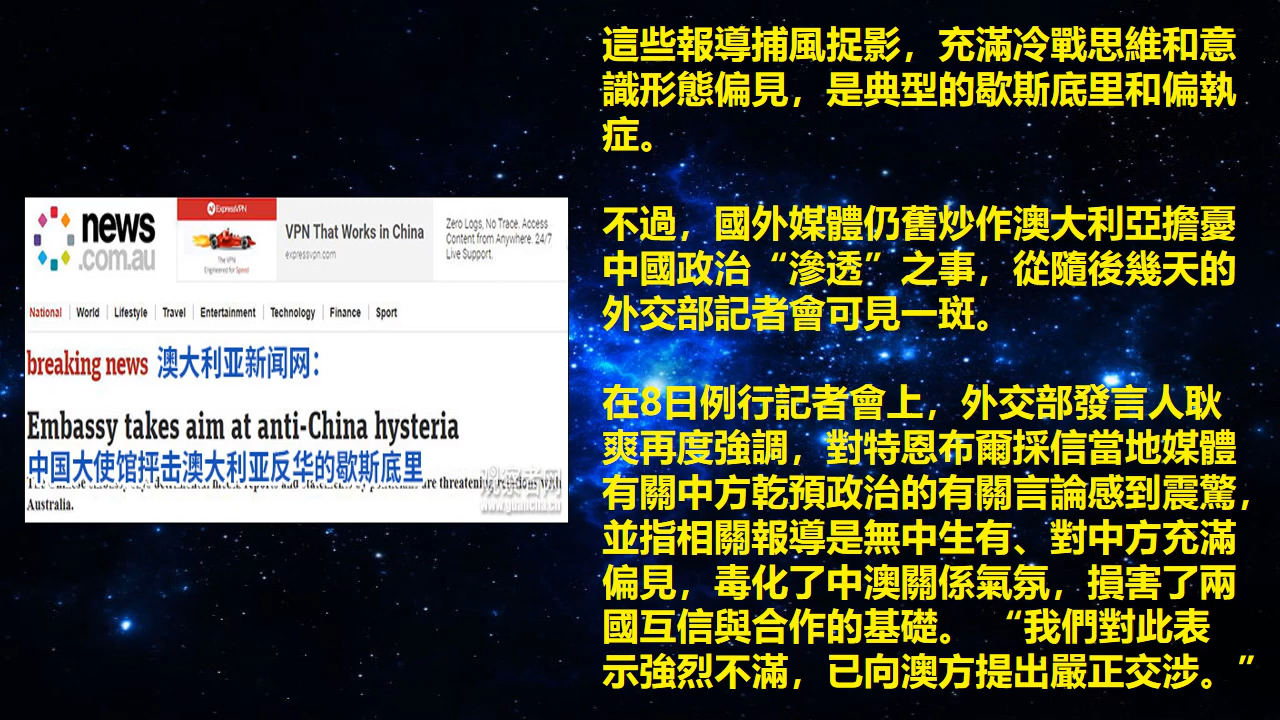 news
.com.au
ExpressVPN
The VPN
Engineered for Speed
VPN That Works in China
expressvpn.com
Zero Logs, No Trace, Access
Content from Anywhere. 24/7
Live Support.
National World Lifestyle Travel Entertainment Technology Finance Sport
breaking news 澳大利亚新闻网：
Embassy takes aim at anti-China hysteria
中国大使馆抨击澳大利亚反华的歇斯底里
are threatening relations with
Australia.
观察者网
www.guancha.cn
這些報導捕風捉影，充滿冷戰思維和意
識形態偏見，是典型的歇斯底里和偏執
症。
不過，國外媒體仍舊炒作澳大利亞擔憂
中國政治“滲透”之事，從隨後幾天的
外交部記者會可見一斑。
在8日例行記者會上，外交部發言人耿
爽再度強調，對特恩布爾採信當地媒體
有關中方乾預政治的有關言論感到震驚，
並指相關報導是無中生有、對中方充滿
偏見，毒化了中澳關係氣氛，損害了兩
國互信與合作的基礎。 “我們對此表
示強烈不滿，已向澳方提出嚴正交涉。”